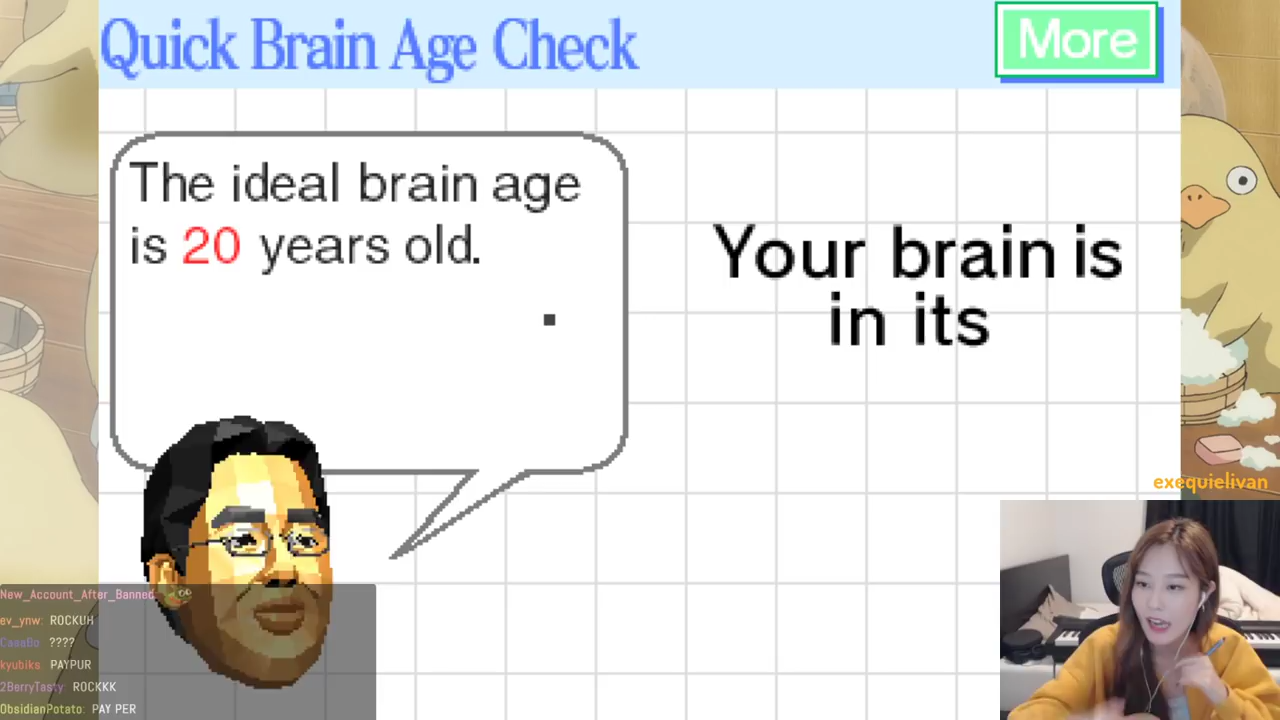 Quick Brain Age Check
More
The ideal brain age
is 20 years old.
Your brain is
in its
exequielivan
New_Account_After_Banned:
ev_ynw: ROCKUH
CasaBo: ????
kyubiks: PAYPUR
2BerryTasty: ROCKKK
ObsidianPotato: PAY PER